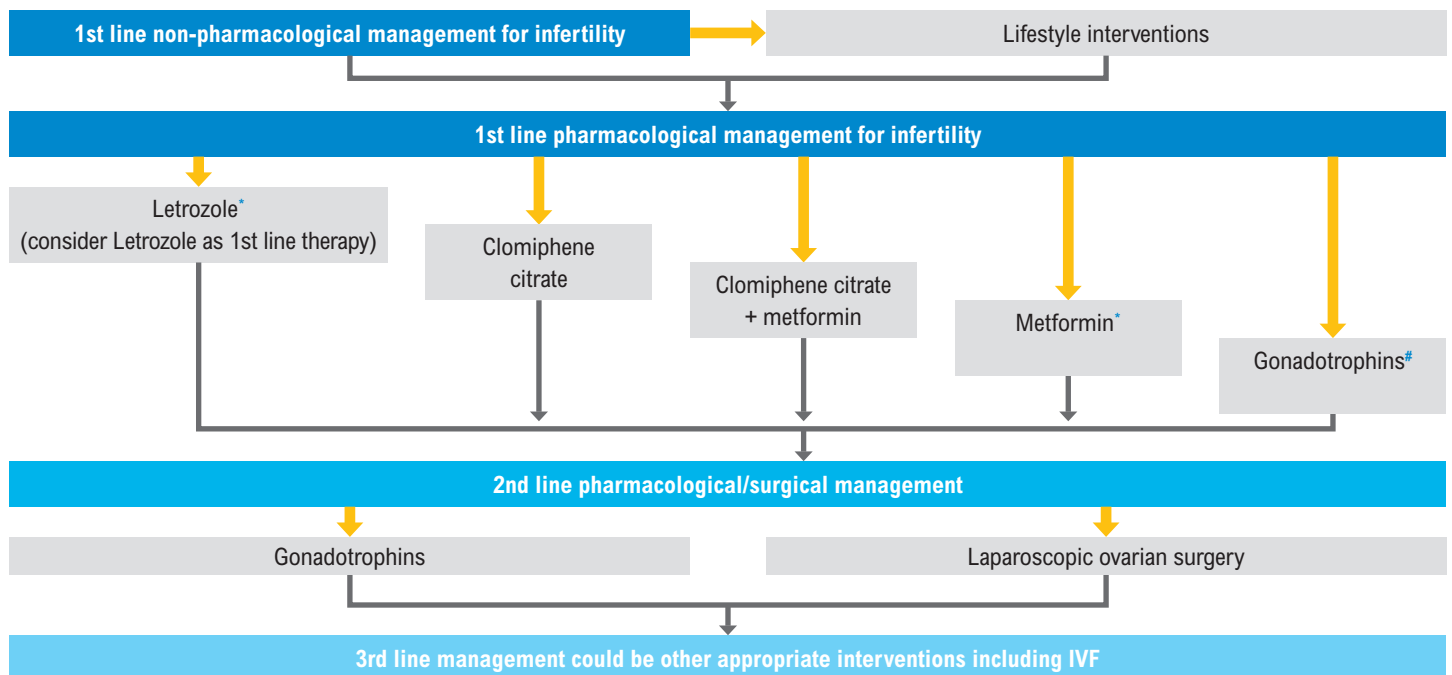 1st line non-pharmacological management for infertility
Lifestyle interventions
1st line pharmacological management for infertility
Letrozole*
(consider Letrozole as 1st line therapy)
Clomiphene
citrate
Clomiphene citrate
+ metformin
Metformin*
Gonadotrophins#
2nd line pharmacological/surgical management
Gonadotrophins
Laparoscopic ovarian surgery
3rd line management could be other appropriate interventions including IVF